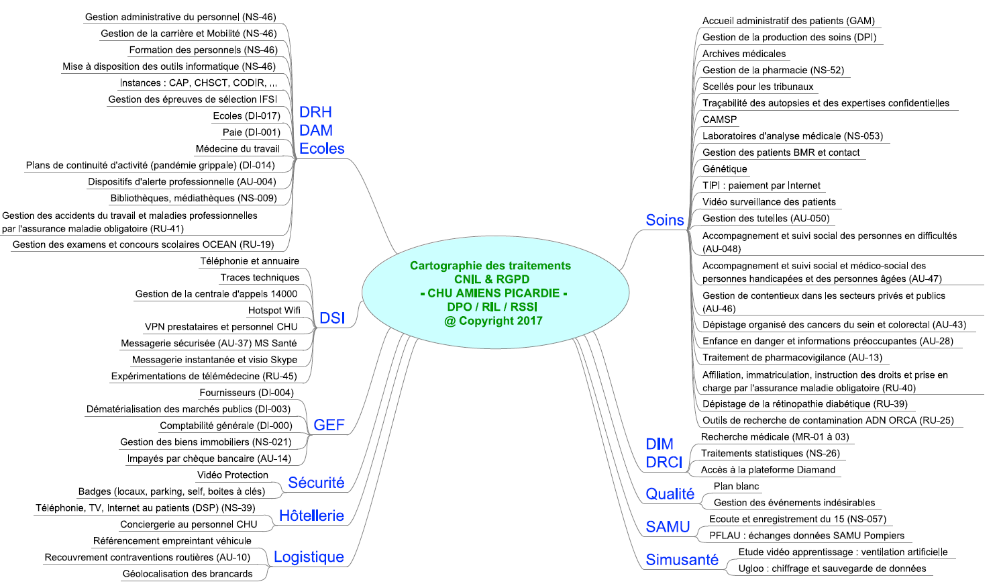 Gestion administrative du personnel (NS-46)
Gestion de la carrière et Mobilité (NS-46)
Formation des personnels (NS-46)
Mise à disposition des outils informatique (NS-46)
Instances : CAP, CHSCT, CODIR, ...
Gestion des épreuves de sélection IFSI
Ecoles (DI-017)
Paie (DI-001)
Médecine du travail
Plans de continuité d'activité (pandémie grippale) (DI-014)
Dispositifs d'alerte professionnelle (AU-004)
Bibliothèques, médiathèques (NS-009)
Gestion des accidents du travail et maladies professionnelles
par l'assurance maladie obligatoire (RU-41)
Gestion des examens et concours scolaires OCEAN (RU-19)
DRH
DAM
Ecoles
Téléphonie et annuaire
Traces techniques
Gestion de la centrale d'appels 14000
Hotspot Wifi
VPN prestataires et personnel CHU
Messagerie sécurisée (AU-37) MS Santé
Messagerie instantanée et visio Skype
Expérimentations de télémédecine (RU-45)
DSI
Fournisseurs (DI-004)
Dématérialisation des marchés publics (DI-003)
Comptabilité générale (DI-000)
Gestion des biens immobiliers (NS-021)
Impayés par chèque bancaire (AU-14)
GEF
Vidéo Protection
Badges (locaux, parking, self, boites à clés)
Sécurité
Téléphonie, TV, Internet au patients (DSP) (NS-39)
Conciergerie au personnel CHU
Hôtellerie
Référencement empreintant véhicule
Recouvrement contraventions routières (AU-10)
Géolocalisation des brancards
Logistique
Cartographie des traitements
CNIL & RGPD
- CHU AMIENS PICARDIE -
DPO / RIL / RSSI
@ Copyright 2017
Soins
Accueil administratif des patients (GAM)
Gestion de la production des soins (DPI)
Archives médicales
Gestion de la pharmacie (NS-52)
Scellés pour les tribunaux
Traçabilité des autopsies et des expertises confidentielles
CAMSP
Laboratoires d'analyse médicale (NS-053)
Gestion des patients BMR et contact
Génétique
TIPI : paiement par Internet
Vidéo surveillance des patients
Gestion des tutelles (AU-050)
Accompagnement et suivi social des personnes en difficultés
(AU-048)
Accompagnement et suivi social et médico-social des
personnes handicapées et des personnes âgées (AU-47)
Gestion de contentieux dans les secteurs privés et publics
(AU-46)
Dépistage organisé des cancers du sein et colorectal (AU-43)
Enfance en danger et informations préoccupantes (AU-28)
Traitement de pharmacovigilance (AU-13)
Affiliation, immatriculation, instruction des droits et prise en
charge par l'assurance maladie obligatoire (RU-40)
Dépistage de la rétinopathie diabétique (RU-39)
Outils de recherche de contamination ADN ORCA (RU-25)
DIM
DRCI
Recherche médicale (MR-01 à 03)
Traitements statistiques (NS-26)
Accès à la plateforme Diamand
Qualité
Plan blanc
Gestion des événements indésirables
SAMU
Ecoute et enregistrement du 15 (NS-057)
PFLAU : échanges données SAMU Pompiers
Simusanté
Etude vidéo apprentissage : ventilation artificielle
Ugloo : chiffrage et sauvegarde de données